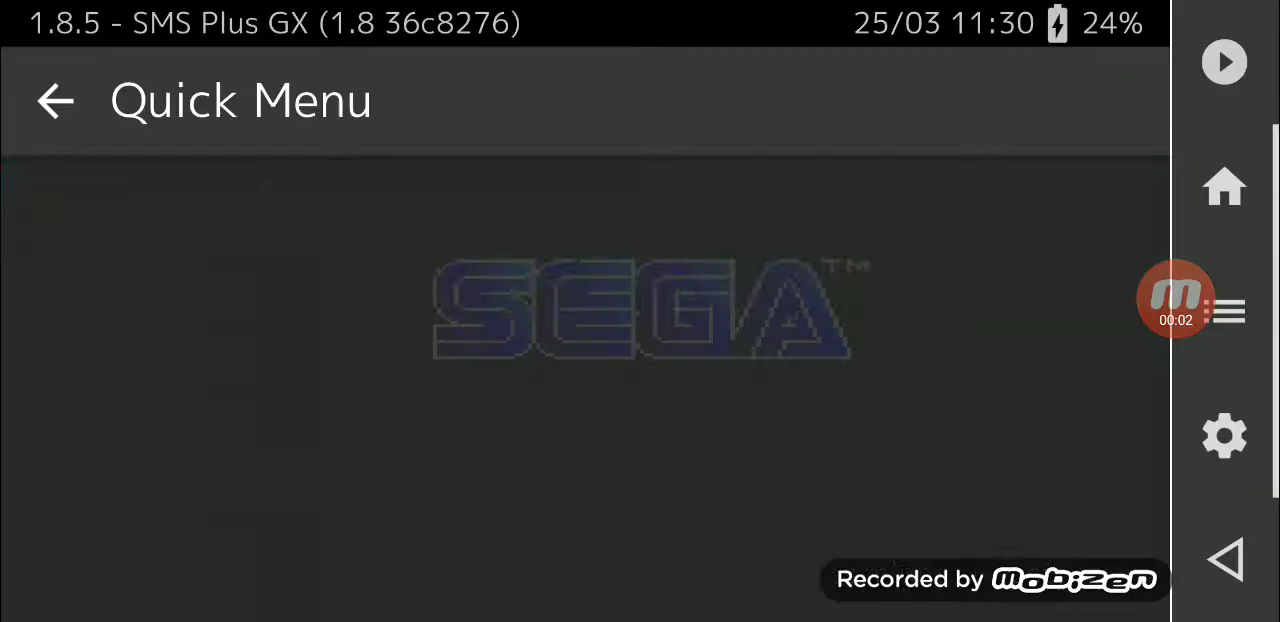 1.8.5 - SMS Plus GX (1.8 36c8276)
25/03 11:30 24%
Quick Menu
SEGA™
00:02
Recorded by mobizen